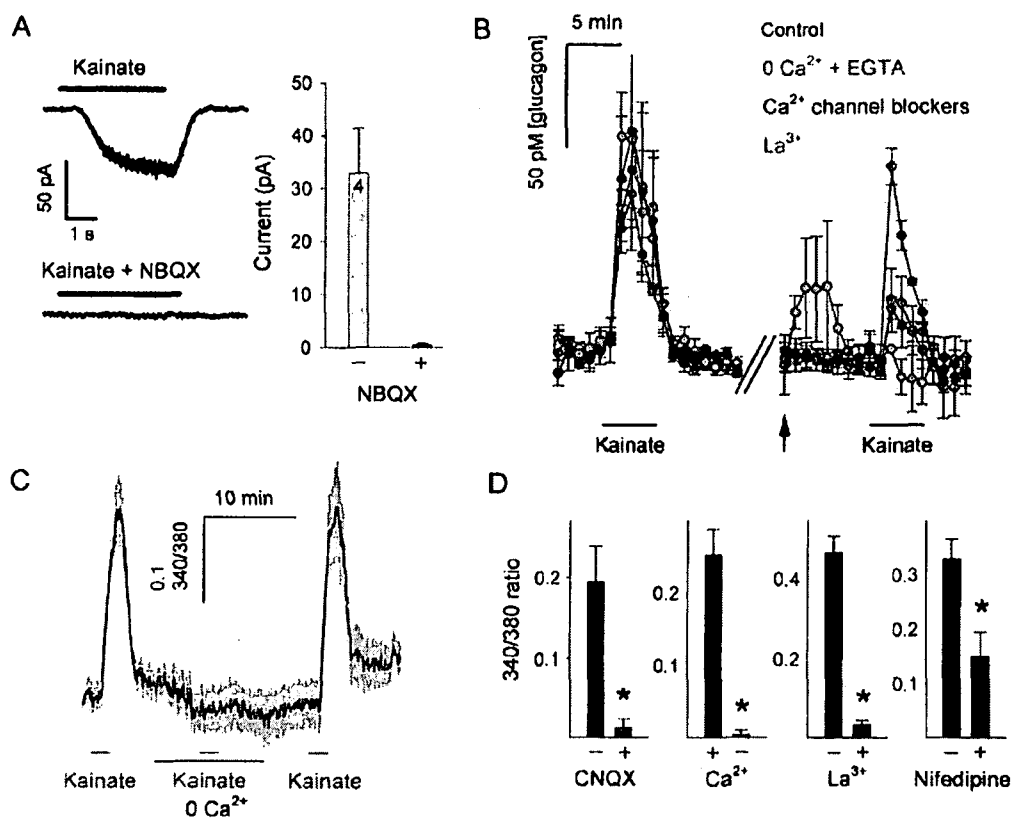 A
Kainate
50 pA
1 s
Kainate + NBQX
Current (pA)
50
40
30
20
10
0
4
− +
NBQX
B
5 min
50 pM [glucagon]
Control
0 Ca²⁺ + EGTA
Ca²⁺ channel blockers
La³⁺
Kainate
Kainate
C
10 min
0.1
340/380
Kainate
Kainate
0 Ca²⁺
Kainate
D
340/380 ratio
0.2
0.1
*
− +
CNQX
0.2
0.1
*
+ −
Ca²⁺
0.4
0.2
*
− +
La³⁺
0.3
0.2
0.1
*
− +
Nifedipine